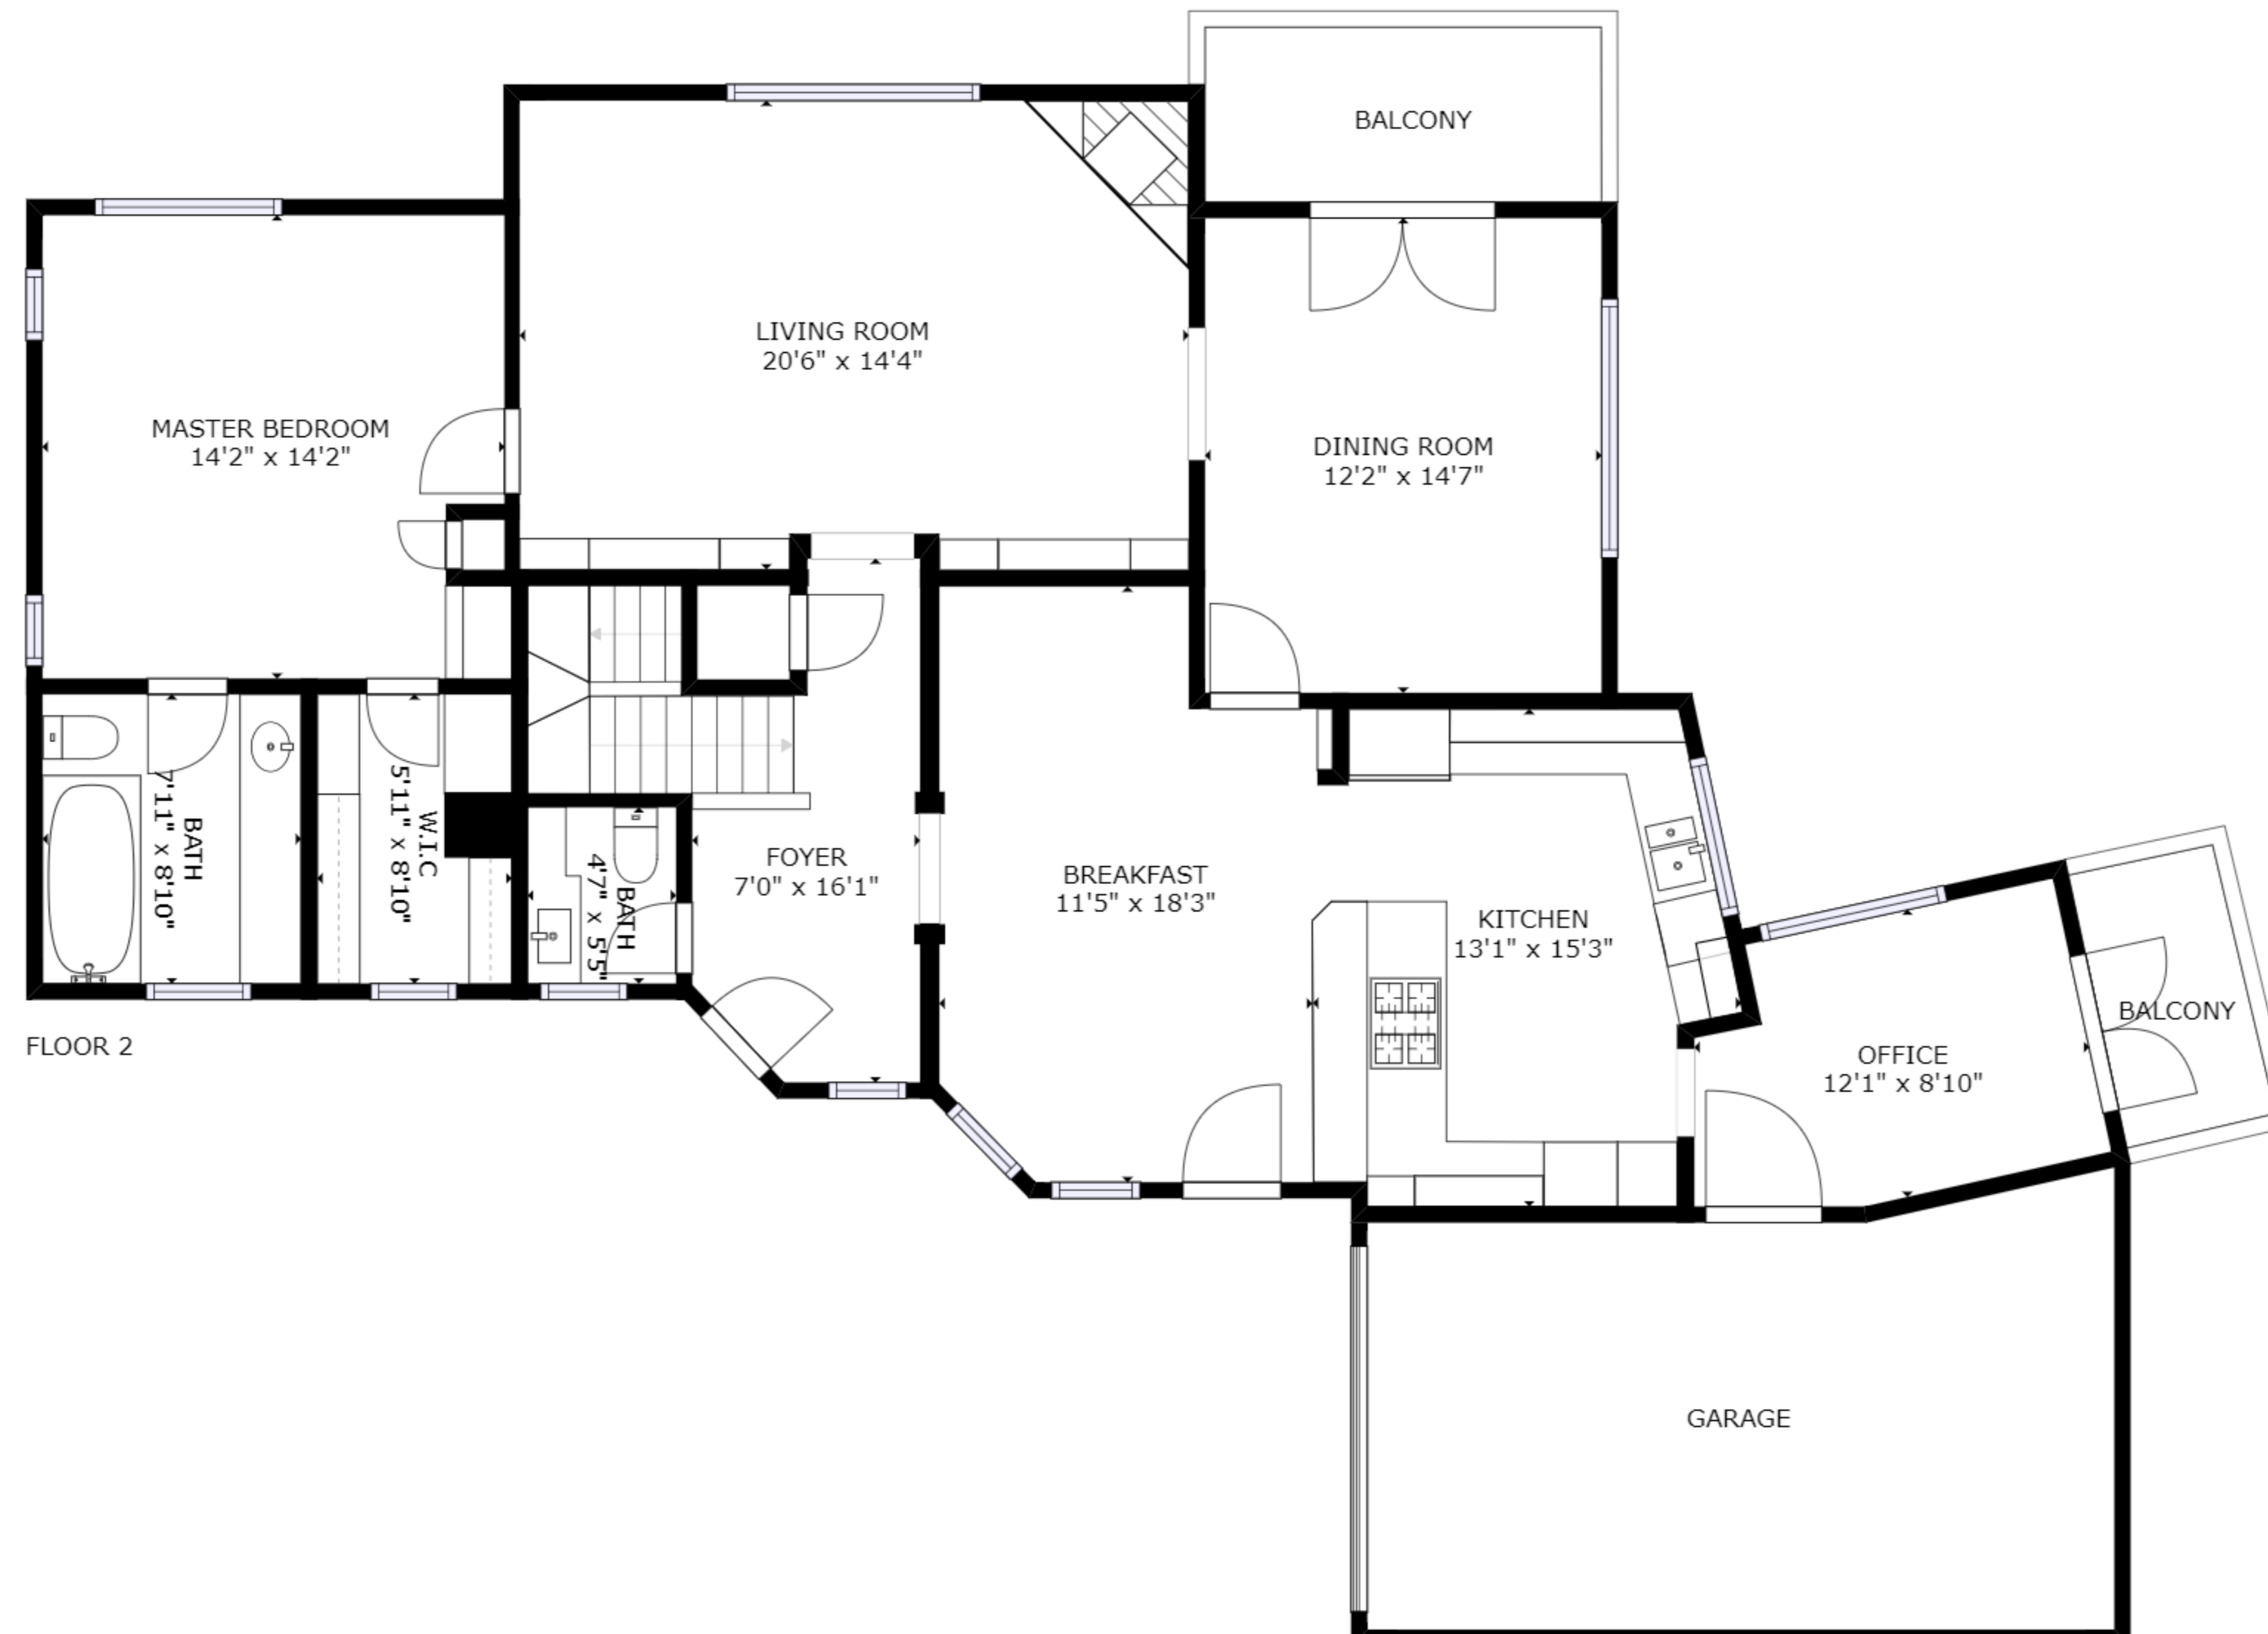 BALCONY
LIVING ROOM
20'6" x 14'4"
MASTER BEDROOM
14'2" x 14'2"
DINING ROOM
12'2" x 14'7"
BATH
7'11" x 8'10"
W.I.C
5'11" x 8'10"
BATH
4'7" x 5'5"
FOYER
7'0" x 16'1"
BREAKFAST
11'5" x 18'3"
KITCHEN
13'1" x 15'3"
BALCONY
OFFICE
12'1" x 8'10"
FLOOR 2
GARAGE